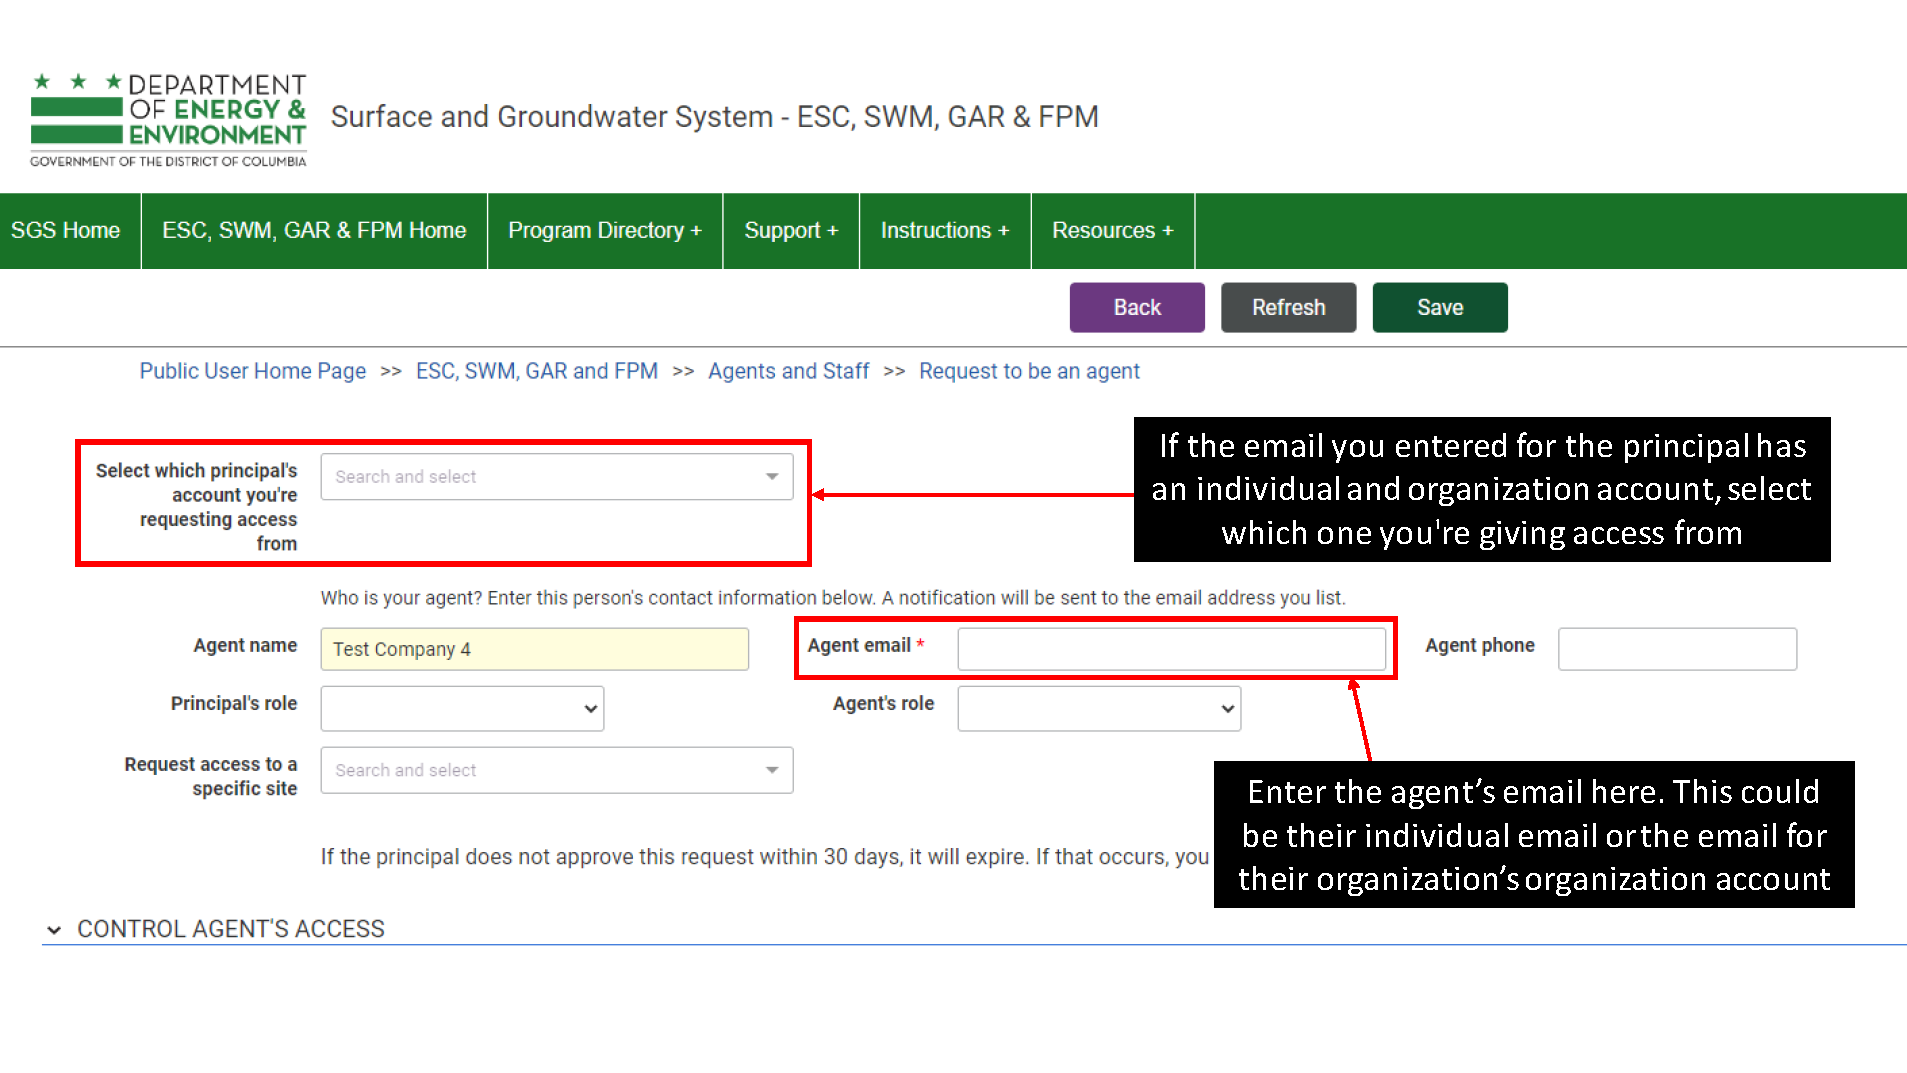 DEPARTMENT
OF ENERGY &
ENVIRONMENT
GOVERNMENT OF THE DISTRICT OF COLUMBIA
Surface and Groundwater System - ESC, SWM, GAR & FPM
SGS Home
ESC, SWM, GAR & FPM Home
Program Directory +
Support +
Instructions +
Resources +
Back
Refresh
Save
Public User Home Page >> ESC, SWM, GAR and FPM >> Agents and Staff >> Request to be an agent
Select which principal's
account you're
requesting access
from
Search and select
If the email you entered for the principal has
an individual and organization account, select
which one you're giving access from
Who is your agent? Enter this person's contact information below. A notification will be sent to the email address you list.
Agent name
Test Company 4
Agent email *
Agent phone
Principal's role
Agent's role
Request access to a
specific site
Search and select
Enter the agent’s email here. This could
be their individual email or the email for
their organization’s organization account
If the principal does not approve this request within 30 days, it will expire. If that occurs, you
CONTROL AGENT'S ACCESS